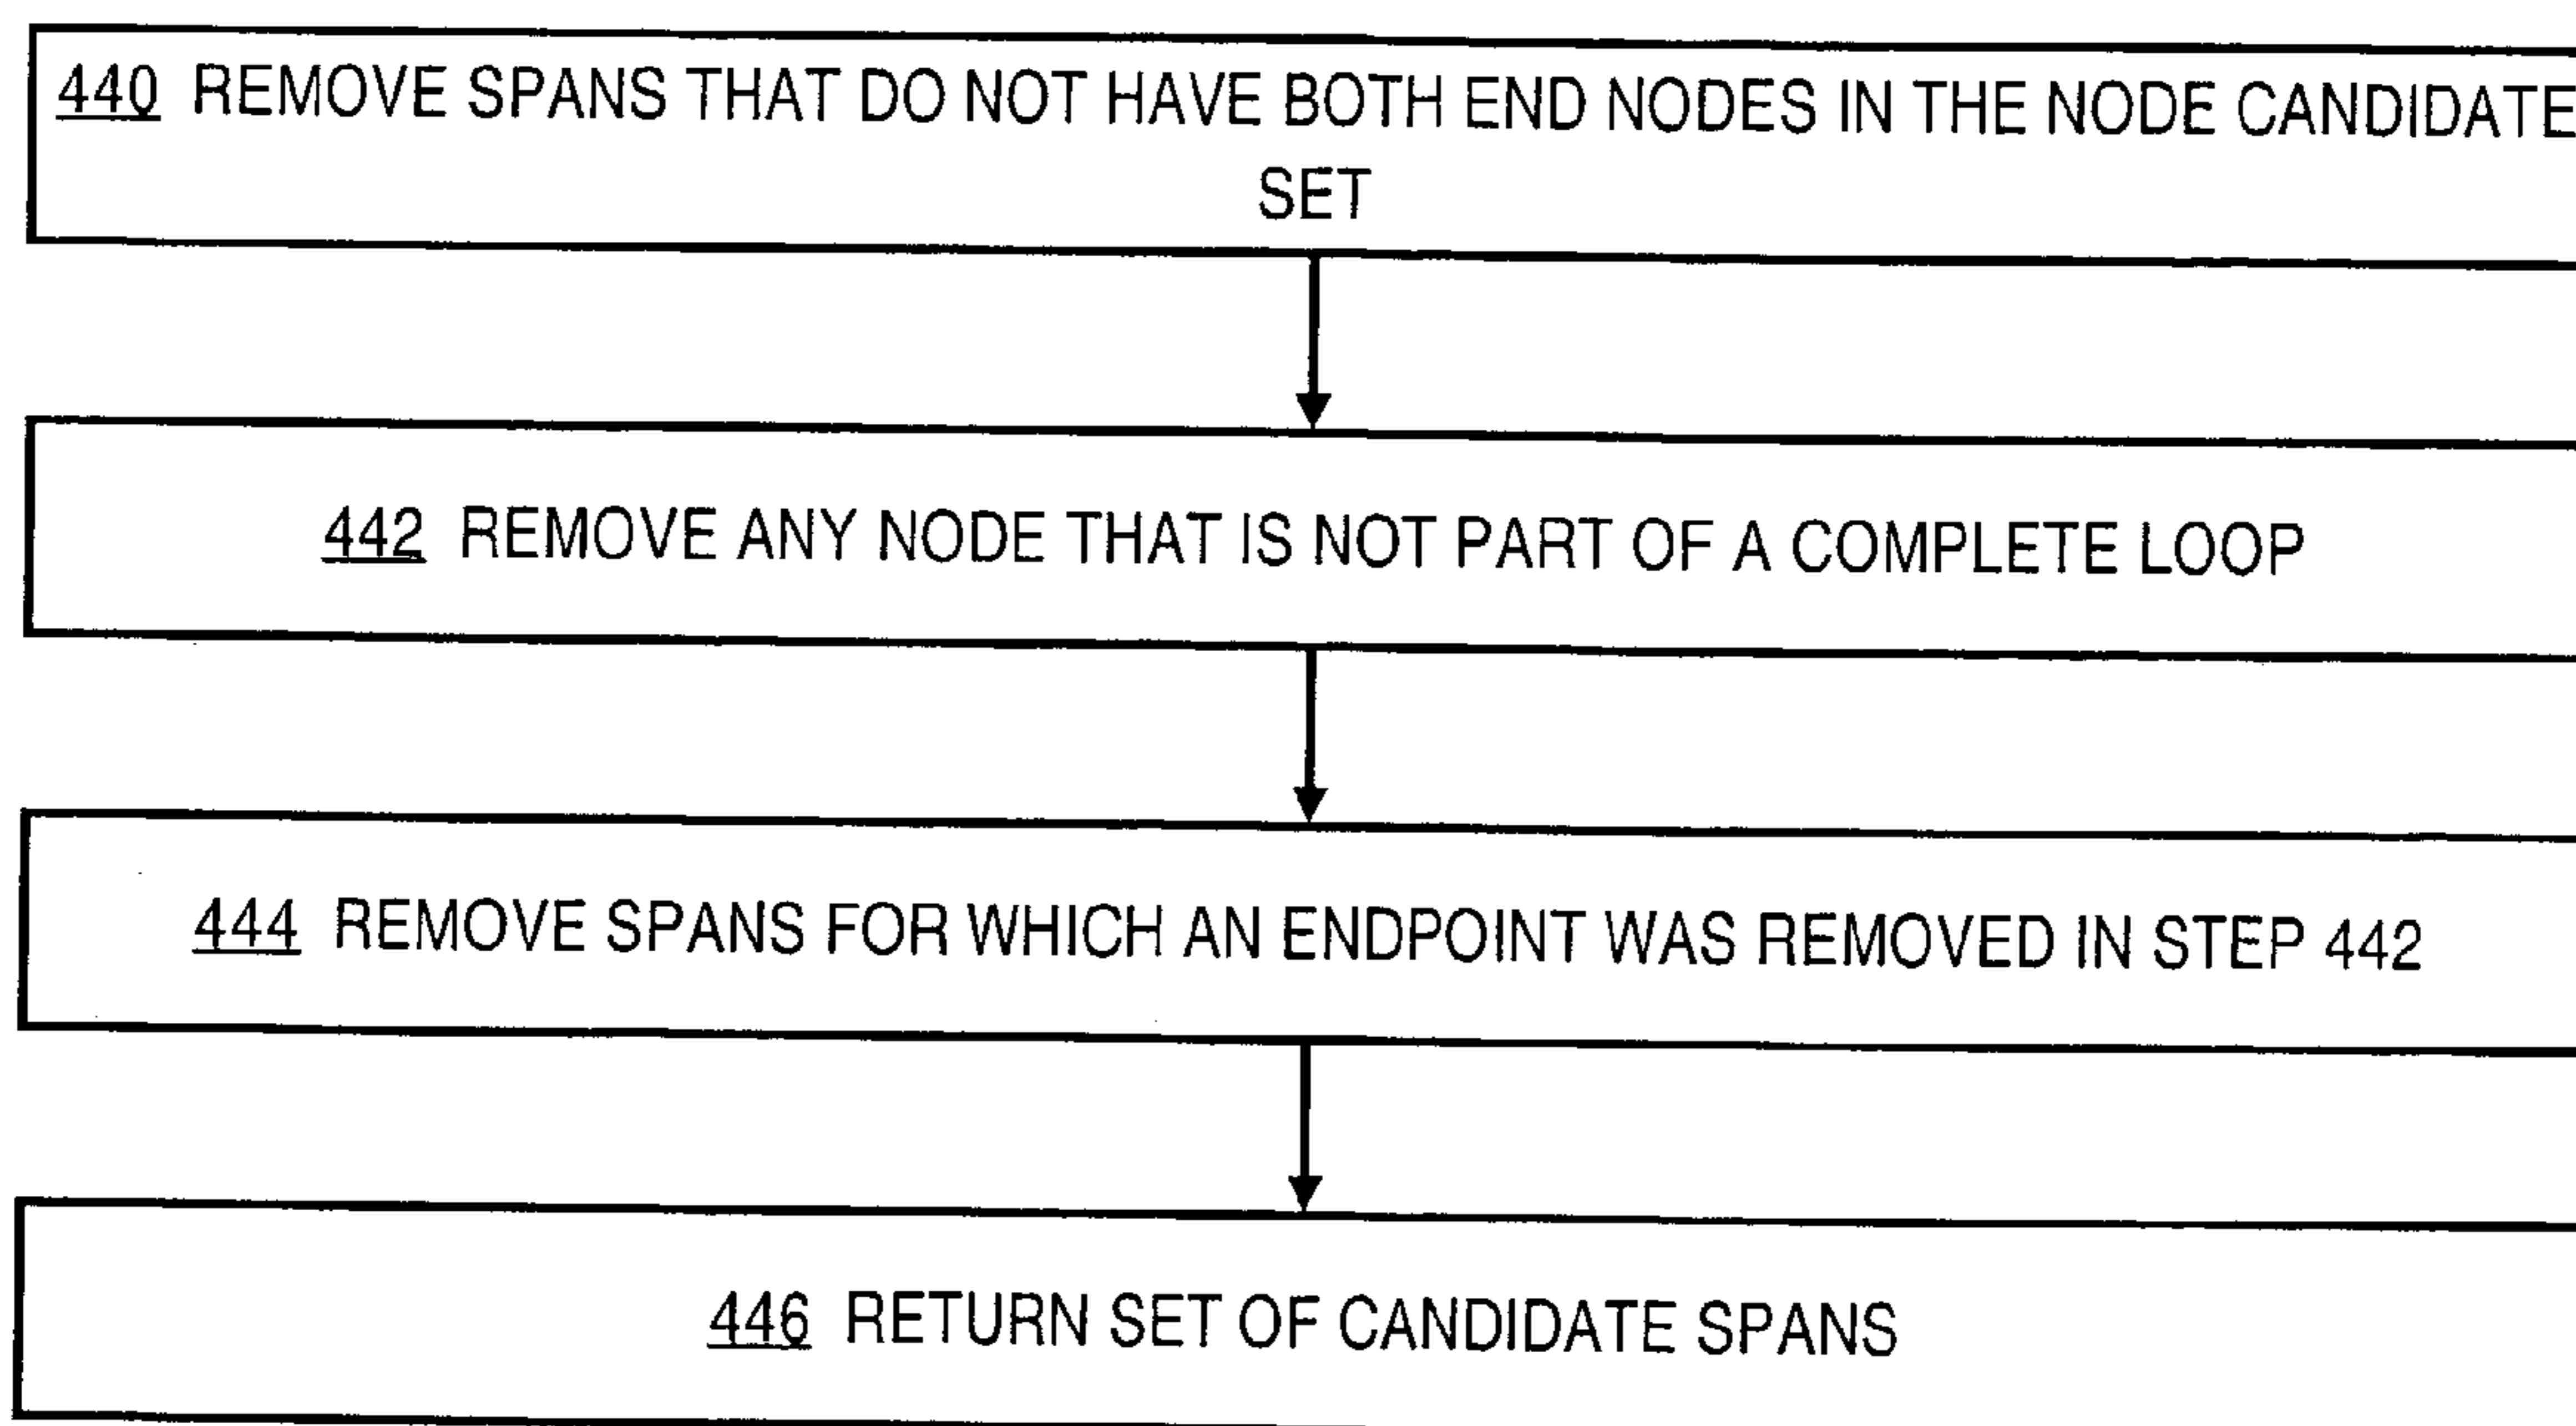 440 REMOVE SPANS THAT DO NOT HAVE BOTH END NODES IN THE NODE CANDIDATE
SET
442 REMOVE ANY NODE THAT IS NOT PART OF A COMPLETE LOOP
444 REMOVE SPANS FOR WHICH AN ENDPOINT WAS REMOVED IN STEP 442
446 RETURN SET OF CANDIDATE SPANS